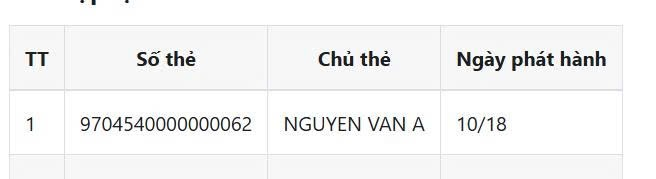 TT Số thẻ Chủ thẻ Ngày phát hành
1 9704540000000062 NGUYEN VAN A 10/18